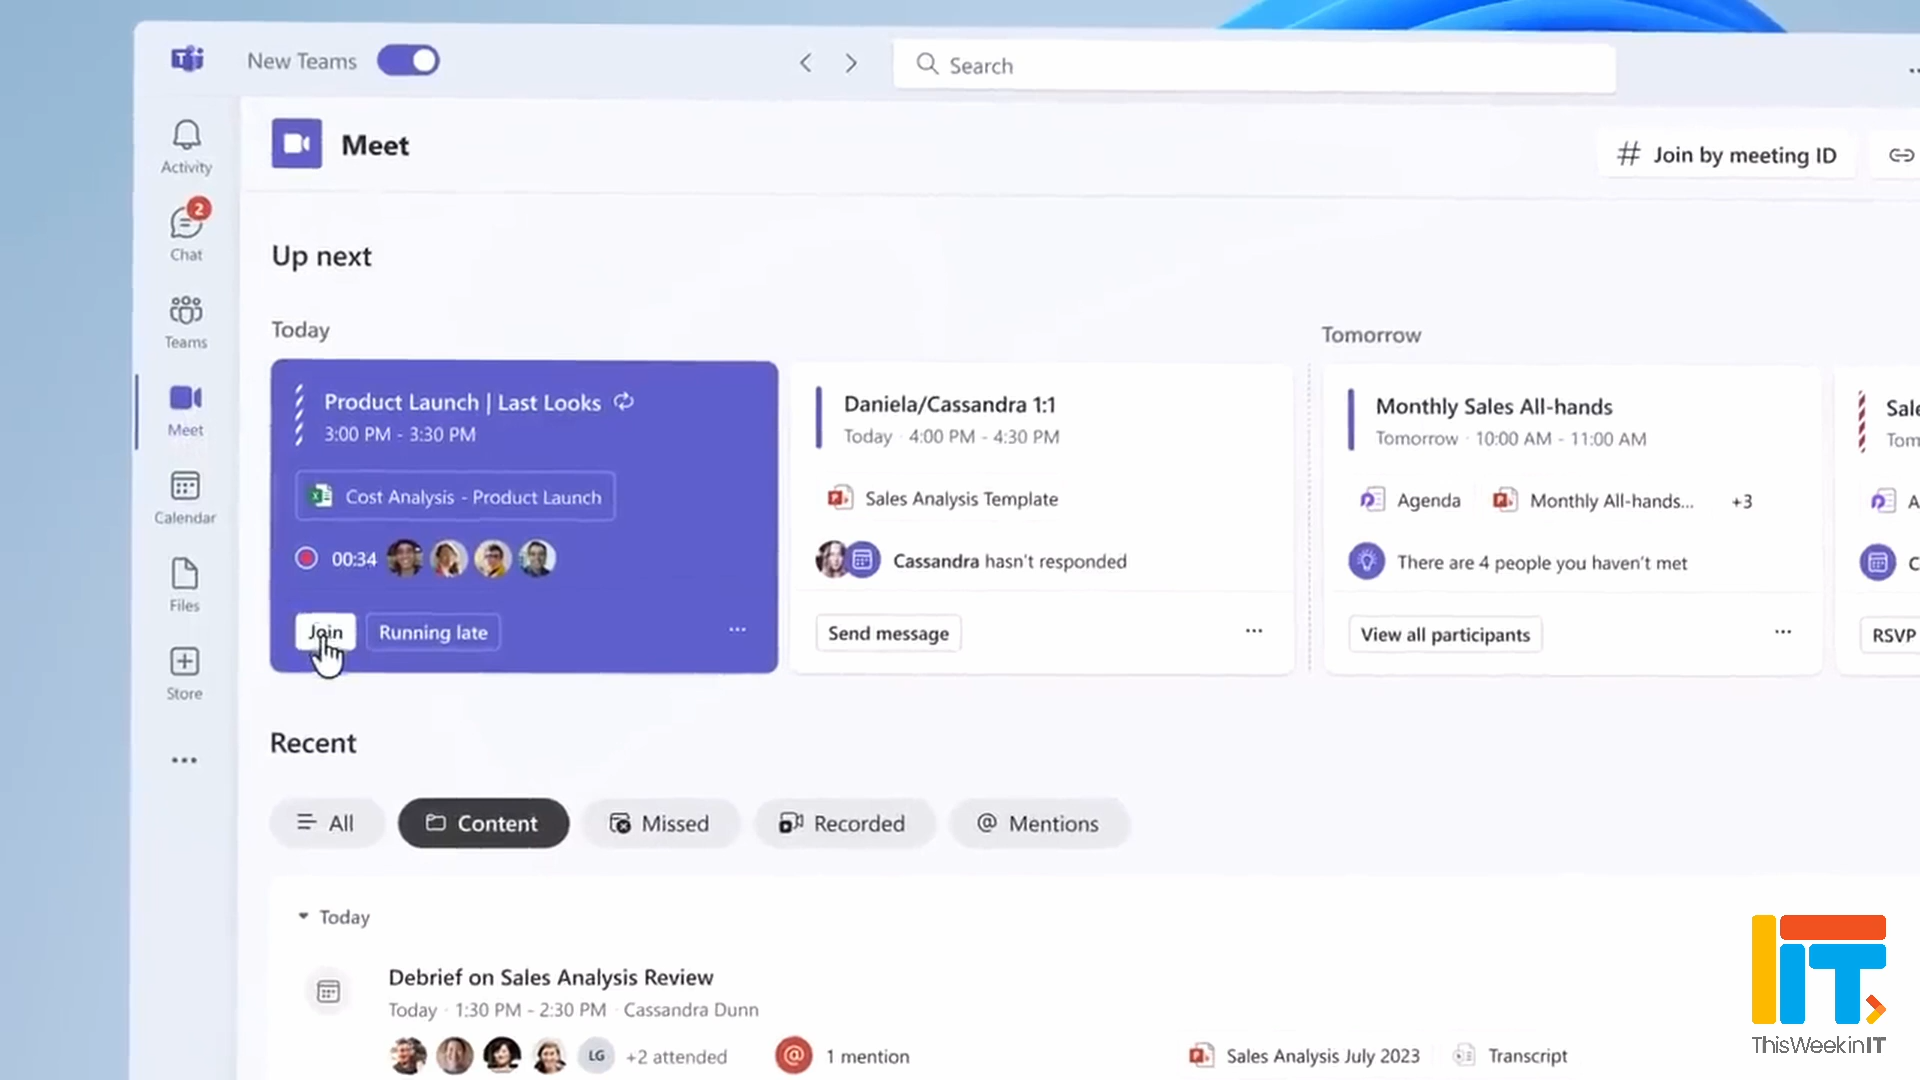 New Teams
Search
Activity
2
Chat
Teams
Meet
Calendar
Files
Store
Meet
# Join by meeting ID
Up next
Today
Product Launch | Last Looks
3:00 PM - 3:30 PM
Cost Analysis - Product Launch
00:34
Join
Running late
Daniela/Cassandra 1:1
Today · 4:00 PM - 4:30 PM
Sales Analysis Template
Cassandra hasn't responded
Send message
Tomorrow
Monthly Sales All-hands
Tomorrow · 10:00 AM - 11:00 AM
Agenda
Monthly All-hands...
+3
There are 4 people you haven't met
View all participants
Sale
Tom
A
C
RSVP
Recent
All
Content
Missed
Recorded
@ Mentions
Today
Debrief on Sales Analysis Review
Today · 1:30 PM - 2:30 PM · Cassandra Dunn
LG
+2 attended
@
1 mention
Sales Analysis July 2023
Transcript
IT
ThisWeekinIT